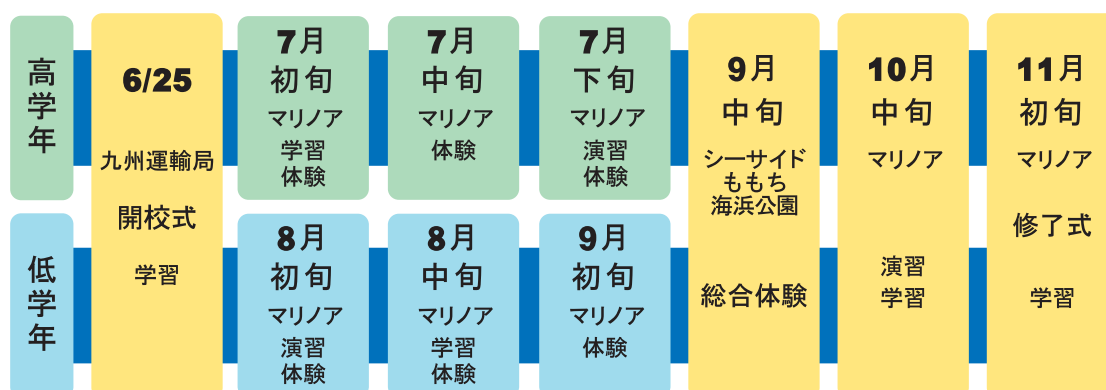 高学年
低学年
6/25
九州運輸局
開校式
学習
7月
初旬
マリノア
学習
体験
7月
中旬
マリノア
体験
7月
下旬
マリノア
演習
体験
8月
初旬
マリノア
演習
体験
8月
中旬
マリノア
学習
体験
9月
初旬
マリノア
体験
9月
中旬
シーサイド
ももち
海浜公園
総合体験
10月
中旬
マリノア
演習
学習
11月
初旬
マリノア
修了式
学習